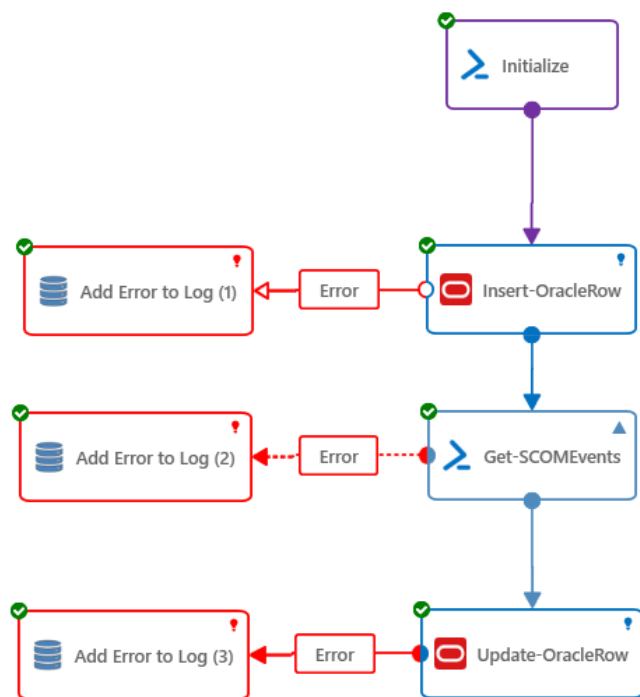 Initialize
Add Error to Log (1)
Error
Insert-OracleRow
Add Error to Log (2)
Error
Get-SCOMEvents
Add Error to Log (3)
Error
Update-OracleRow